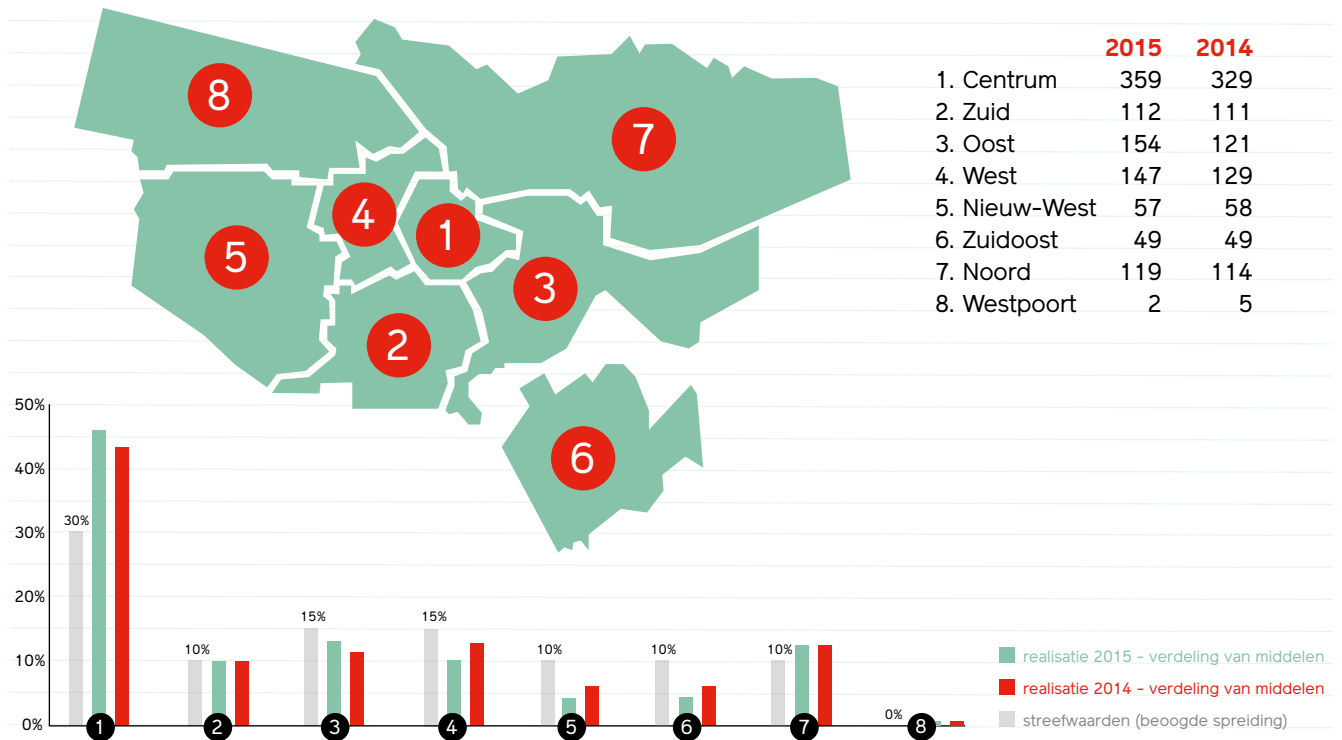 2015 2014
1. Centrum 359 329
2. Zuid 112 111
3. Oost 154 121
4. West 147 129
5. Nieuw-West 57 58
6. Zuidoost 49 49
7. Noord 119 114
8. Westpoort 2 5
8
7
4
1
5
3
2
6
50%
40%
30%
20%
10%
0%
30%
10%
15%
15%
10%
10%
10%
0%
1 2 3 4 5 6 7 8
realisatie 2015 - verdeling van middelen
realisatie 2014 - verdeling van middelen
streefwaarden (beoogde spreiding)